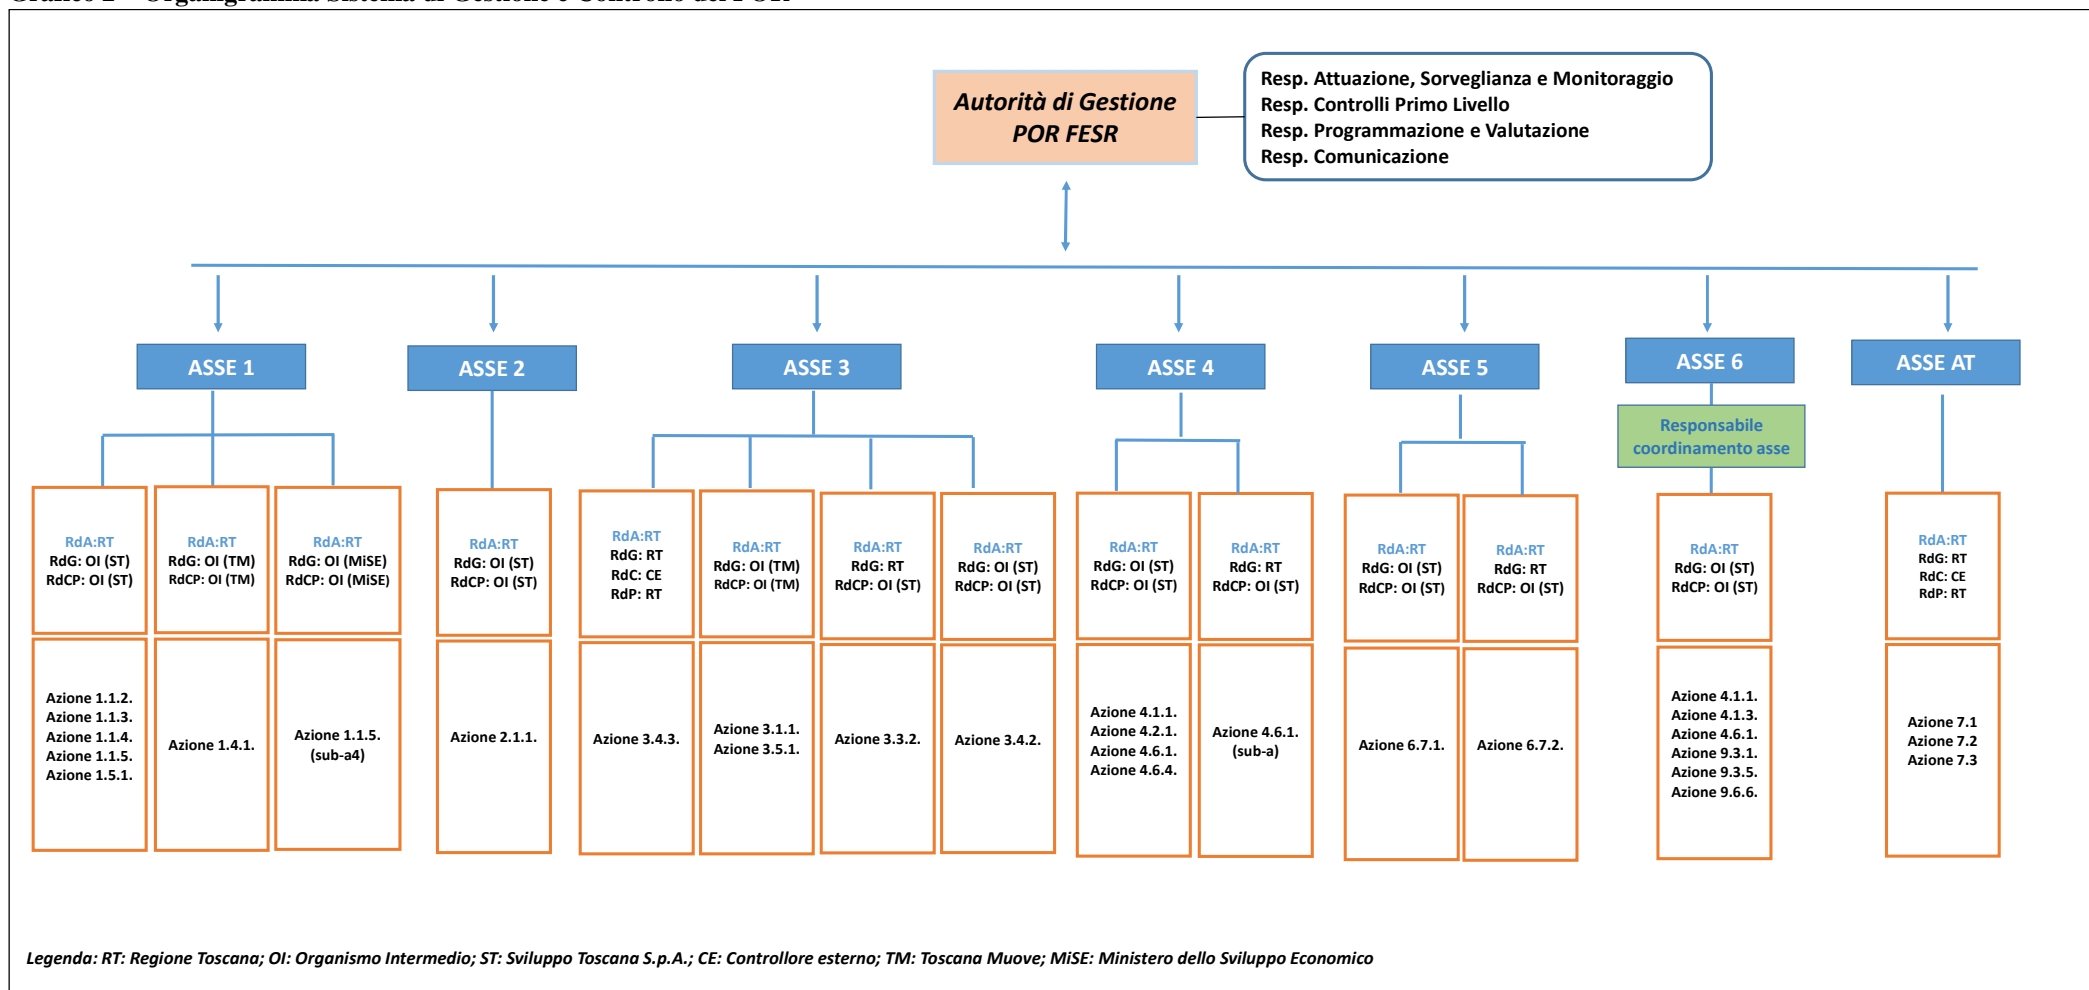 Grafico 2 – Organigramma Sistema di Gestione e Controllo del POR
Autorità di Gestione
POR FESR
Resp. Attuazione, Sorveglianza e Monitoraggio
Resp. Controlli Primo Livello
Resp. Programmazione e Valutazione
Resp. Comunicazione
ASSE 1
ASSE 2
ASSE 3
ASSE 4
ASSE 5
ASSE 6
ASSE AT
Responsabile
coordinamento asse
RdA:RT
RdG: OI (ST)
RdCP: OI (ST)
RdA:RT
RdG: OI (TM)
RdCP: OI (TM)
RdA:RT
RdG: OI (MiSE)
RdCP: OI (MiSE)
RdA:RT
RdG: OI (ST)
RdCP: OI (ST)
RdA:RT
RdG: RT
RdC: CE
RdP: RT
RdA:RT
RdG: OI (TM)
RdCP: OI (TM)
RdA:RT
RdG: RT
RdCP: OI (ST)
RdA:RT
RdG: OI (ST)
RdCP: OI (ST)
RdA:RT
RdG: OI (ST)
RdCP: OI (ST)
RdA:RT
RdG: RT
RdCP: OI (ST)
RdA:RT
RdG: OI (ST)
RdCP: OI (ST)
RdA:RT
RdG: RT
RdCP: OI (ST)
RdA:RT
RdG: OI (ST)
RdCP: OI (ST)
RdA:RT
RdG: RT
RdC: CE
RdP: RT
Azione 1.1.2.
Azione 1.1.3.
Azione 1.1.4.
Azione 1.1.5.
Azione 1.5.1.
Azione 1.4.1.
Azione 1.1.5.
(sub-a4)
Azione 2.1.1.
Azione 3.4.3.
Azione 3.1.1.
Azione 3.5.1.
Azione 3.3.2.
Azione 3.4.2.
Azione 4.1.1.
Azione 4.2.1.
Azione 4.6.1.
Azione 4.6.4.
Azione 4.6.1.
(sub-a)
Azione 6.7.1.
Azione 6.7.2.
Azione 4.1.1.
Azione 4.1.3.
Azione 4.6.1.
Azione 9.3.1.
Azione 9.3.5.
Azione 9.6.6.
Azione 7.1
Azione 7.2
Azione 7.3
Legenda: RT: Regione Toscana; OI: Organismo Intermedio; ST: Sviluppo Toscana S.p.A.; CE: Controllore esterno; TM: Toscana Muove; MiSE: Ministero dello Sviluppo Economico